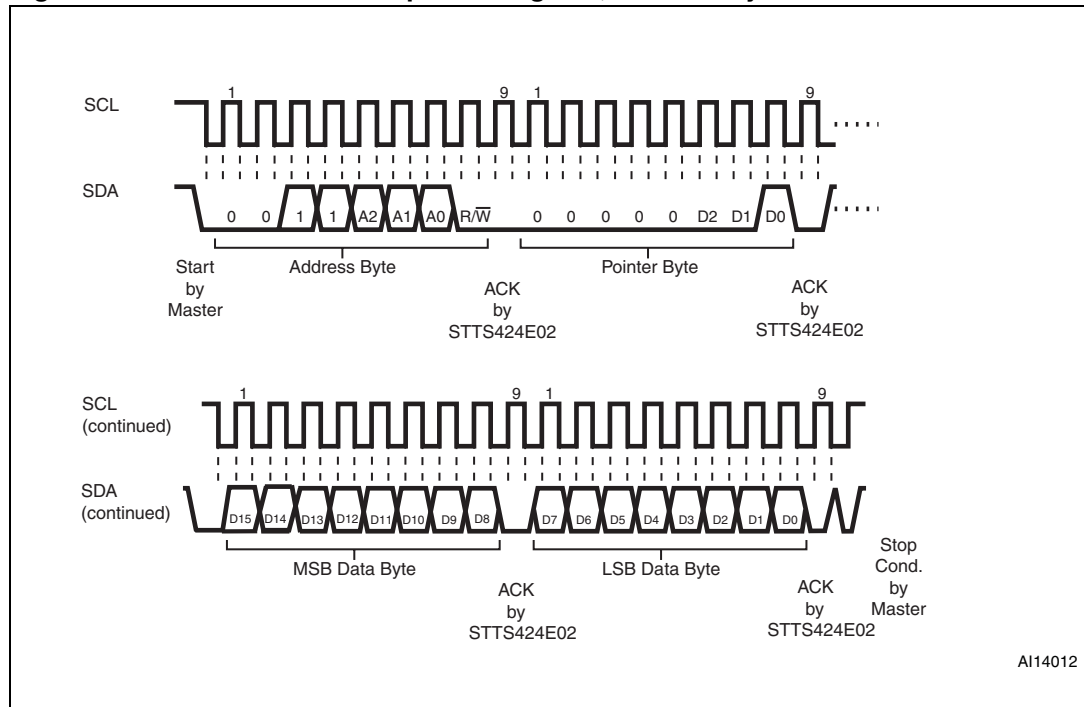 1 9 1 9
SCL
SDA
0 0 1 1 A2 A1 A0 R/W̅ 0 0 0 0 0 D2 D1 D0
Address Byte Pointer Byte
Start
by
Master
ACK
by
STTS424E02
ACK
by
STTS424E02
1 9 1 9
SCL
(continued)
SDA
(continued)
D15 D14 D13 D12 D11 D10 D9 D8 D7 D6 D5 D4 D3 D2 D1 D0
MSB Data Byte LSB Data Byte
ACK
by
STTS424E02
ACK
by
STTS424E02
Stop
Cond.
by
Master
AI14012